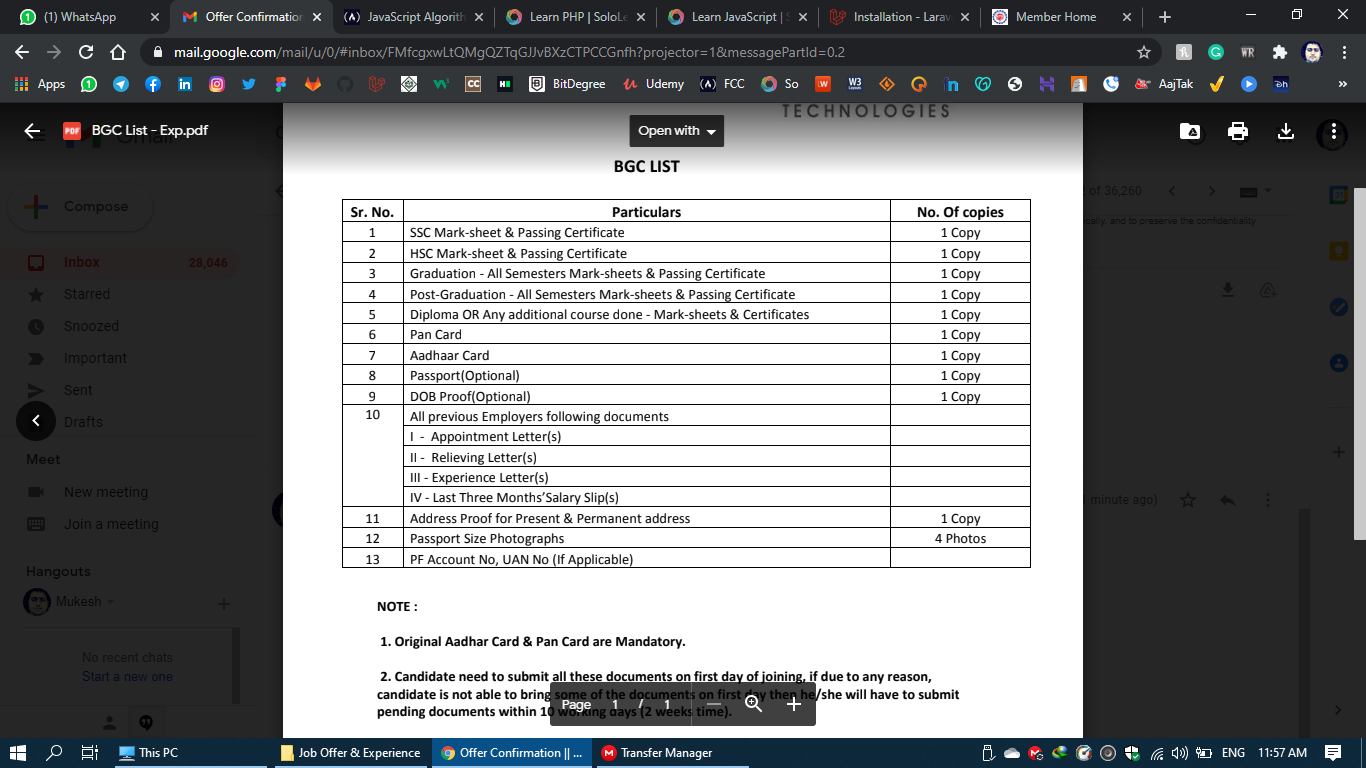 (1) WhatsApp
Offer Confirmation
JavaScript Algorith
Learn PHP | SoloLe
Learn JavaScript | S
Installation - Larav
Member Home
mail.google.com/mail/u/0/#inbox/FMfcgxwLtQMgQZTqGJJvBXzCTPCCGnfh?projector=1&messagePartId=0.2
Apps
BitDegree
Udemy
FCC
So
AajTak
TECHNOLOGIES
BGC List - Exp.pdf
Open with
BGC LIST
Compose
of 36,260
Sr. No. Particulars No. Of copies
1 SSC Mark-sheet & Passing Certificate 1 Copy
2 HSC Mark-sheet & Passing Certificate 1 Copy
3 Graduation - All Semesters Mark-sheets & Passing Certificate 1 Copy
4 Post-Graduation - All Semesters Mark-sheets & Passing Certificate 1 Copy
5 Diploma OR Any additional course done - Mark-sheets & Certificates 1 Copy
6 Pan Card 1 Copy
7 Aadhaar Card 1 Copy
8 Passport(Optional) 1 Copy
9 DOB Proof(Optional) 1 Copy
10 All previous Employers following documents
I - Appointment Letter(s)
II - Relieving Letter(s)
III - Experience Letter(s)
IV - Last Three Months'Salary Slip(s)
11 Address Proof for Present & Permanent address 1 Copy
12 Passport Size Photographs 4 Photos
13 PF Account No, UAN No (If Applicable)
NOTE :
1. Original Aadhar Card & Pan Card are Mandatory.
2. Candidate need to submit all these documents on first day of joining, if due to any reason,
candidate is not able to bring some of the documents on first day then he/she will have to submit
pending documents within 10 working days (2 weeks time).
Page 1 / 1
Inbox 28,046
Starred
Snoozed
Important
Sent
Drafts
Meet
New meeting
Join a meeting
Hangouts
Mukesh
No recent chats
Start a new one
cally, and to preserve the confidentiality
minute ago)
This PC
Job Offer & Experience
Offer Confirmation || ...
Transfer Manager
ENG
11:57 AM